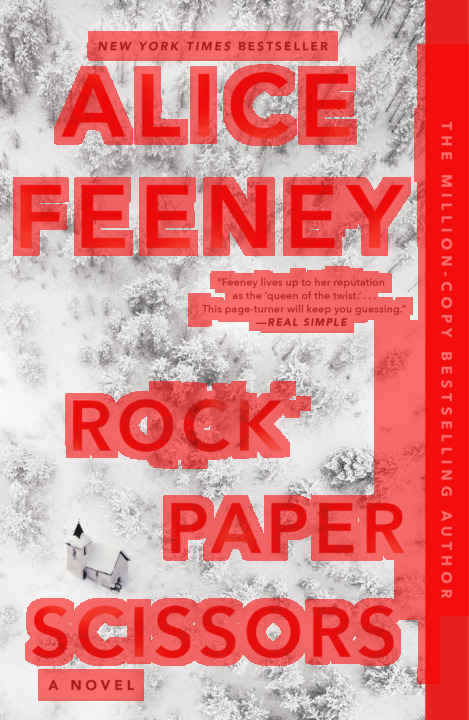 NEW YORK TIMES BESTSELLER
ALICE
FEENEY
"Feeney lives up to her reputation
as the 'queen of the twist.' . . .
This page-turner will keep you guessing."
—REAL SIMPLE
ROCK
PAPER
SCISSORS
A NOVEL
THE MILLION-COPY BESTSELLING AUTHOR